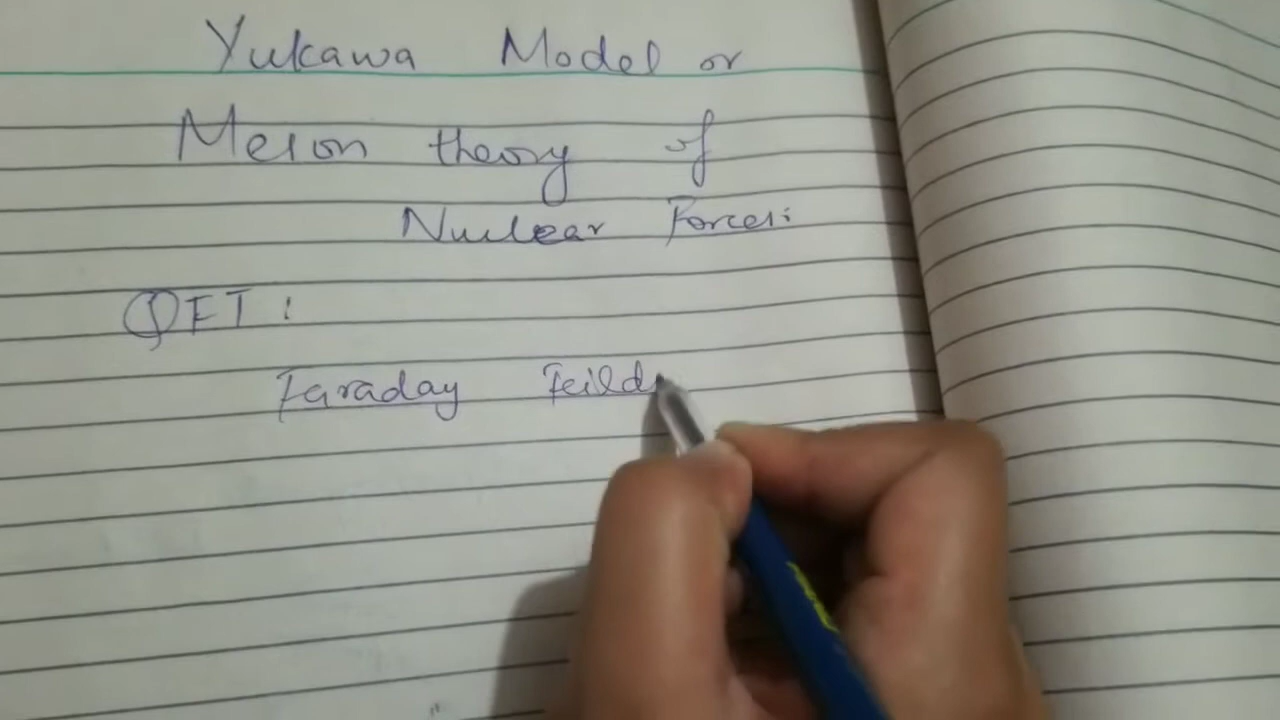 Yukawa Model or
Meson theory of
Nuclear Forces:
QFT :
Faraday Feild